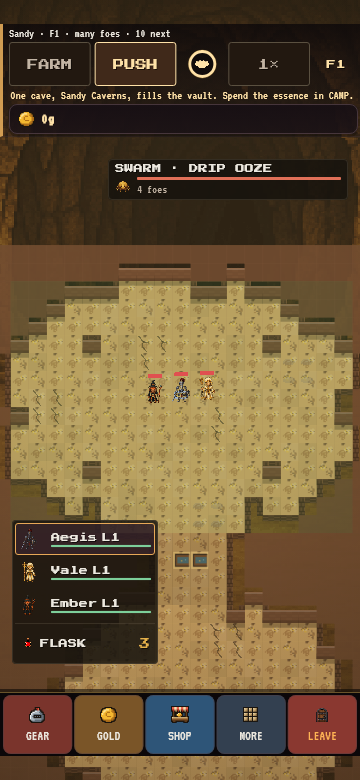 Sandy · F1 · many foes · 10 next
FARM
PUSH
1×
F1
One cave, Sandy Caverns, fills the vault. Spend the essence in CAMP.
0g
SWARM · DRIP OOZE
4 foes
Aegis L1
Vale L1
Ember L1
FLASK 3
GEAR
GOLD
SHOP
MORE
LEAVE